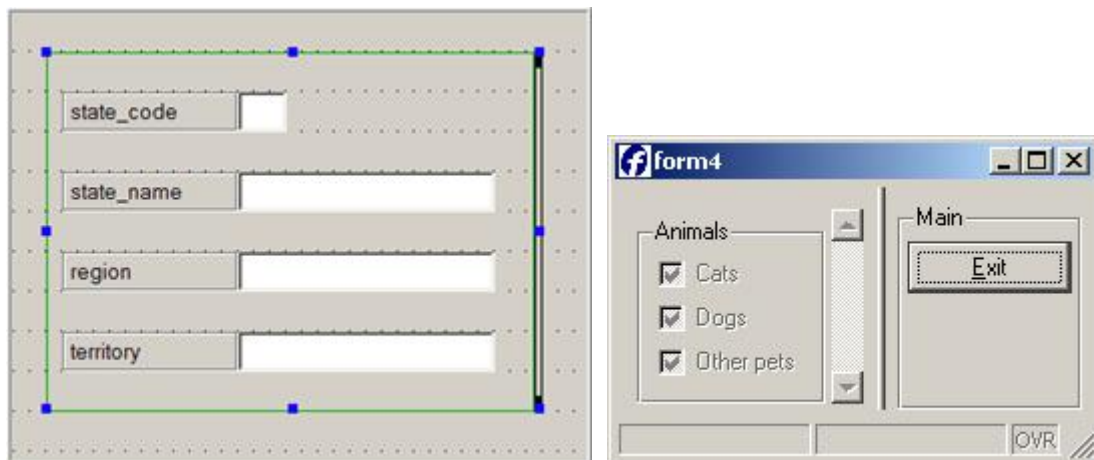 state_code
state_name
region
territory
form4
Animals
Cats
Dogs
Other pets
Main
Exit
OVR